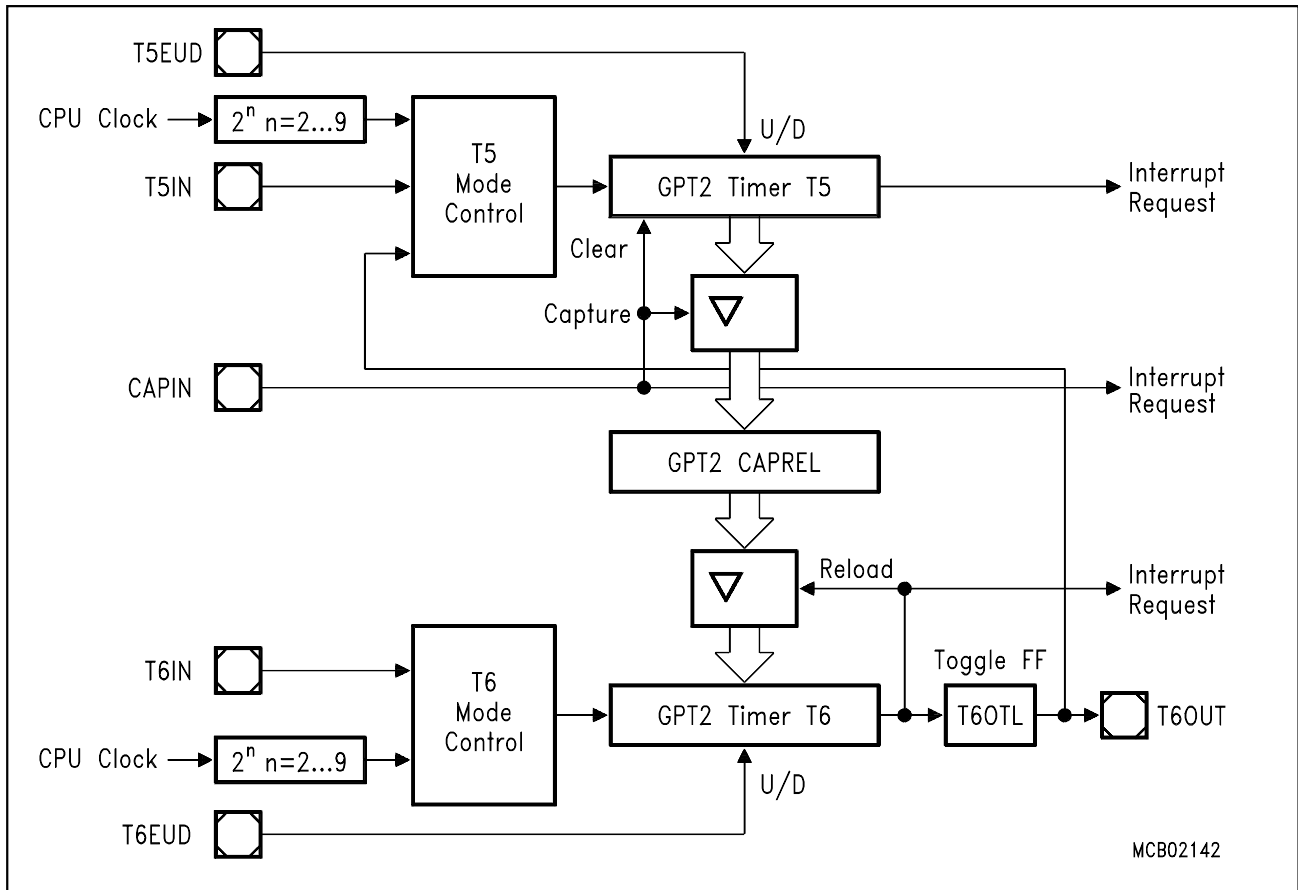 T5EUD
CPU Clock
2ⁿ n=2...9
U/D
T5
Mode
Control
T5IN
GPT2 Timer T5
Interrupt
Request
Clear
Capture
CAPIN
Interrupt
Request
GPT2 CAPREL
Reload
Interrupt
Request
T6IN
T6
Mode
Control
Toggle FF
GPT2 Timer T6
T6OTL
T6OUT
CPU Clock
2ⁿ n=2...9
U/D
T6EUD
MCB02142